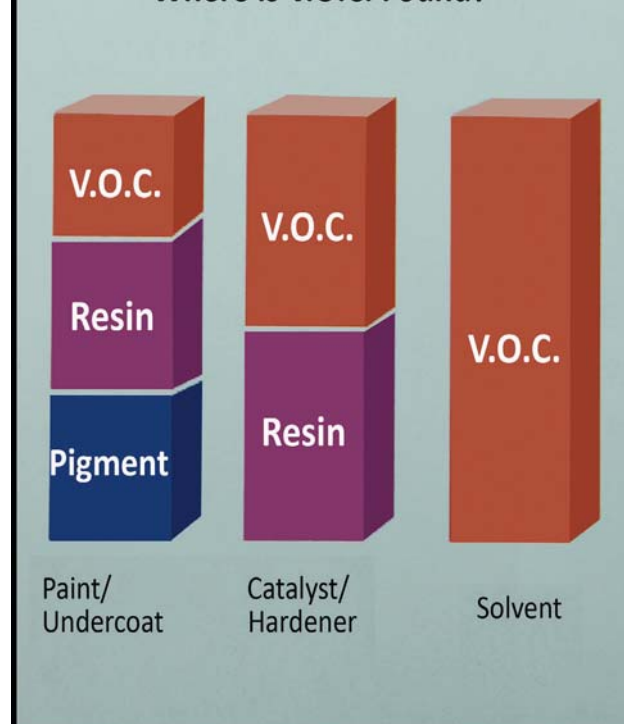 V.O.C.
Resin
Pigment
V.O.C.
Resin
V.O.C.
Paint/
Undercoat
Catalyst/
Hardener
Solvent